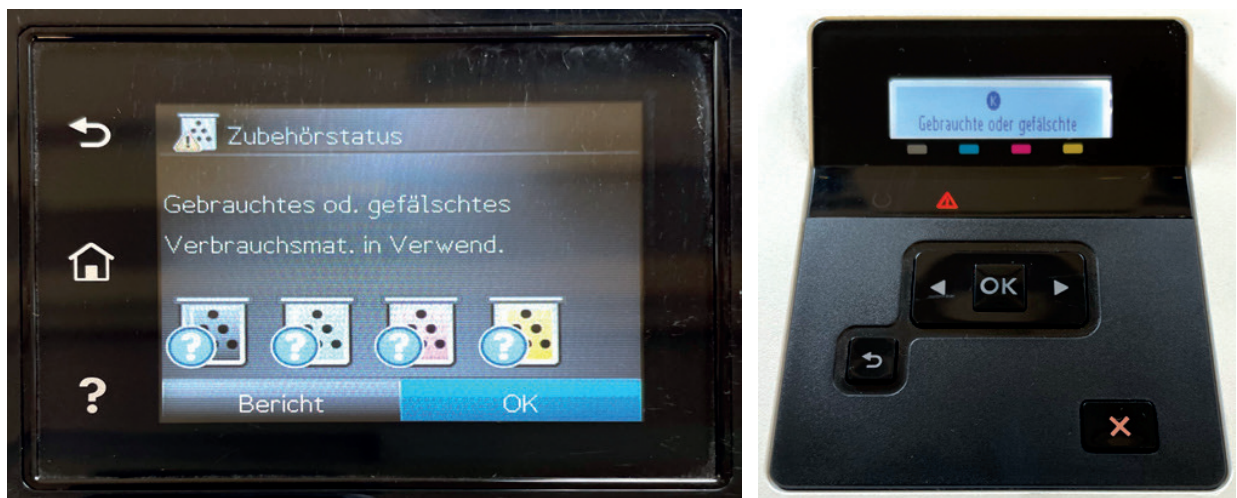 Zubehörstatus
Gebrauchtes od. gefälschtes
Verbrauchsmat. in Verwend.
? ? ? ?
?
Bericht OK
K
Gebrauchte oder gefälschte
OK